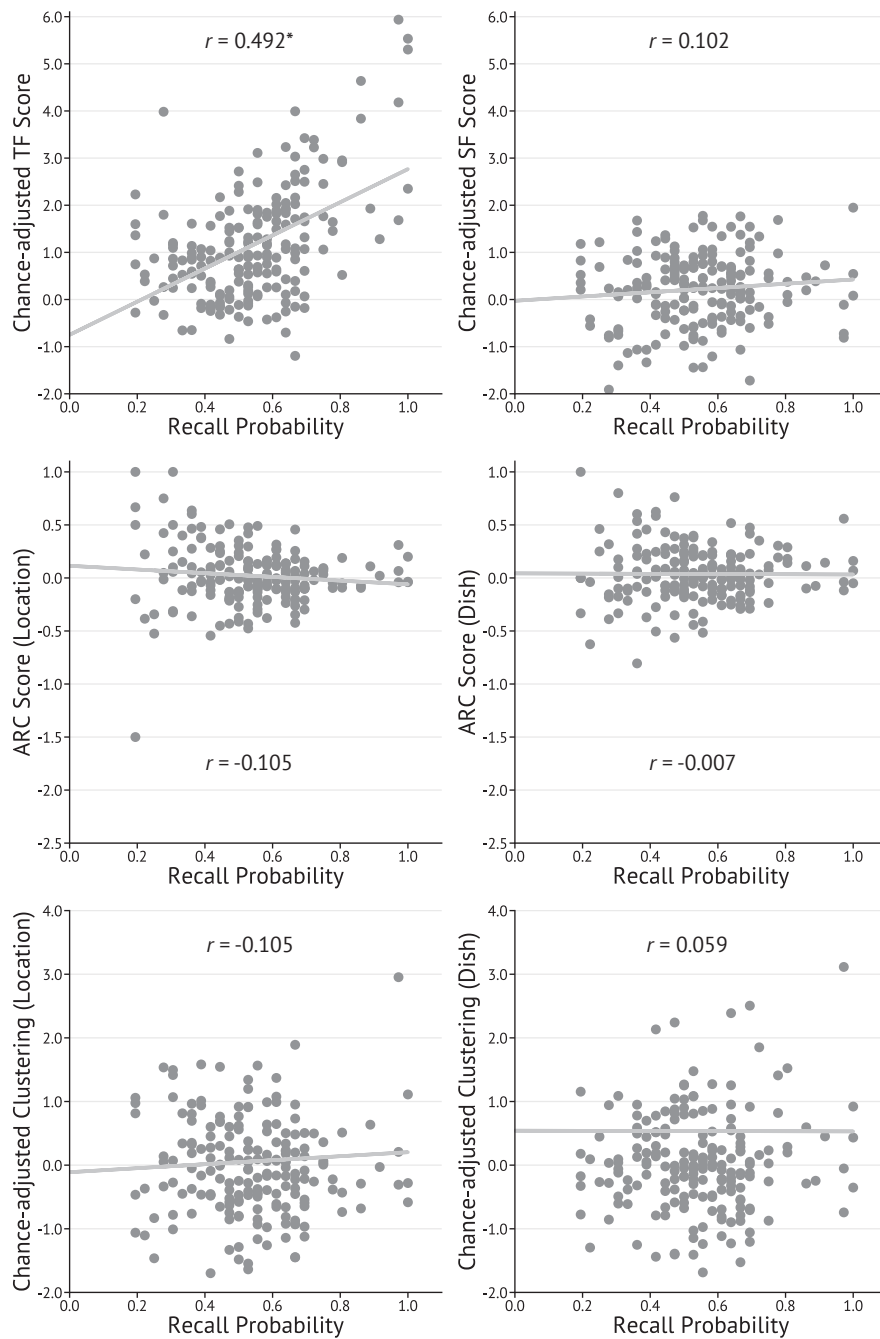 r = 0.492*
Chance-adjusted TF Score
6.0
5.0
4.0
3.0
2.0
1.0
0.0
-1.0
-2.0
0.0 0.2 0.4 0.6 0.8 1.0
Recall Probability
r = 0.102
Chance-adjusted SF Score
6.0
5.0
4.0
3.0
2.0
1.0
0.0
-1.0
-2.0
0.0 0.2 0.4 0.6 0.8 1.0
Recall Probability
ARC Score (Location)
1.0
0.5
0.0
-0.5
-1.0
-1.5
-2.0
-2.5
r = -0.105
0.0 0.2 0.4 0.6 0.8 1.0
Recall Probability
ARC Score (Dish)
1.0
0.5
0.0
-0.5
-1.0
-1.5
-2.0
-2.5
r = -0.007
0.0 0.2 0.4 0.6 0.8 1.0
Recall Probability
r = -0.105
Chance-adjusted Clustering (Location)
4.0
3.0
2.0
1.0
0.0
-1.0
-2.0
0.0 0.2 0.4 0.6 0.8 1.0
Recall Probability
r = 0.059
Chance-adjusted Clustering (Dish)
4.0
3.0
2.0
1.0
0.0
-1.0
-2.0
0.0 0.2 0.4 0.6 0.8 1.0
Recall Probability